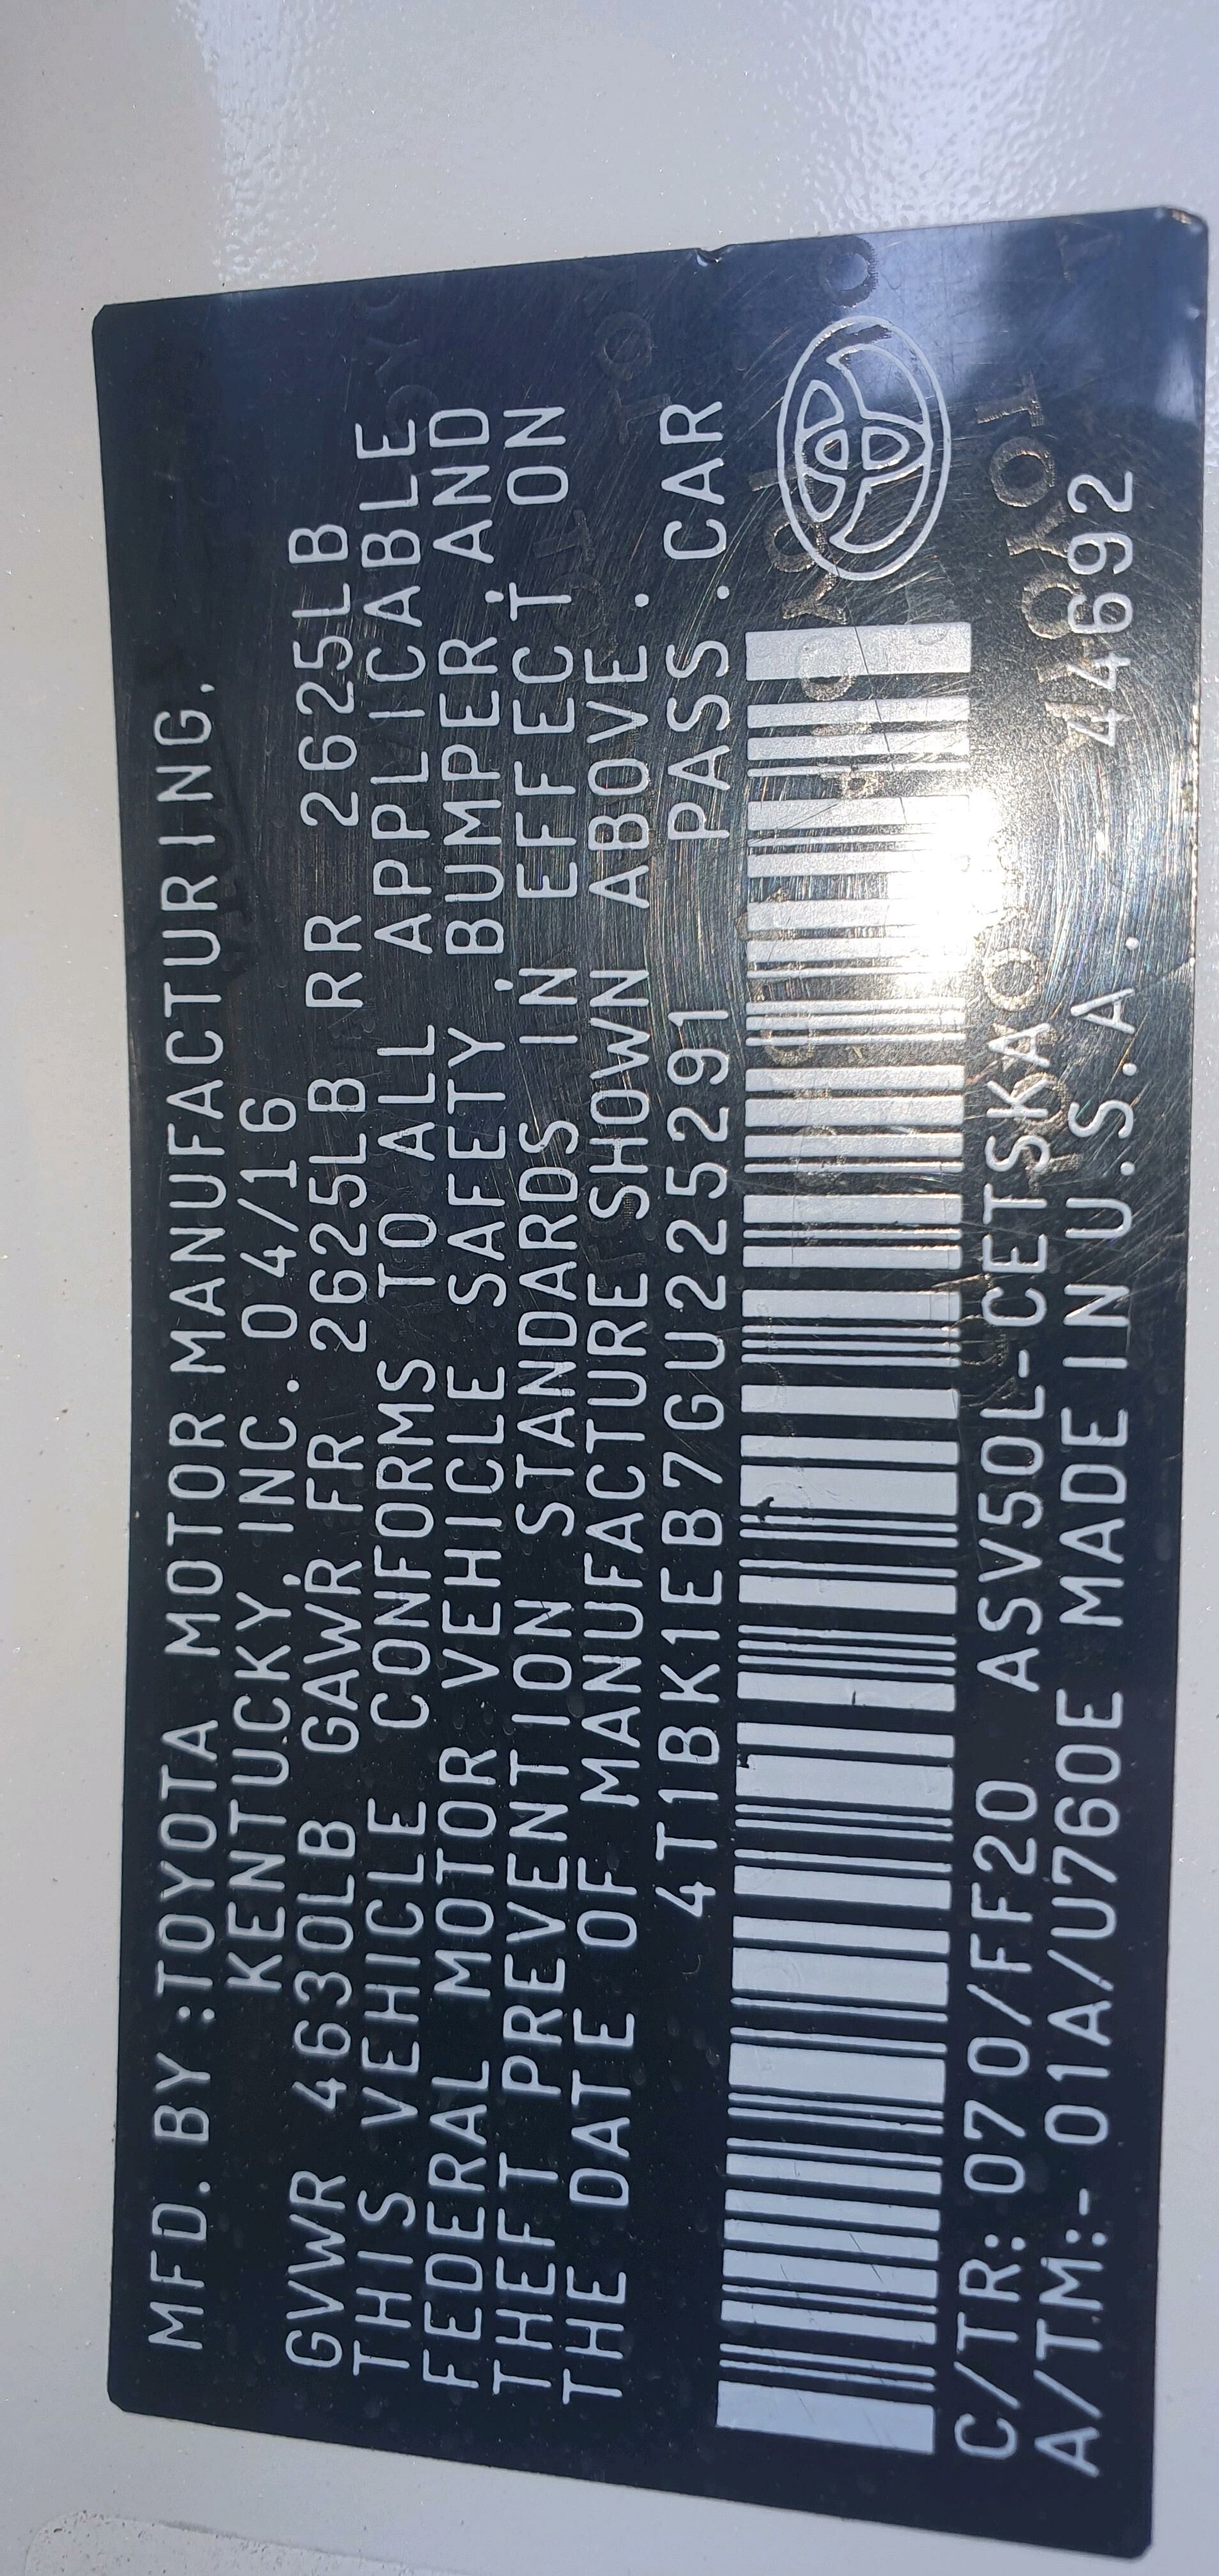 MFD. BY:TOYOTA MOTOR MANUFACTURING.
KENTUCKY, INC. 04/16
GVWR 4630LB GAWR FR 2625LB RR 2625LB
THIS VEHICLE CONFORMS TO ALL APPLICABLE
FEDERAL MOTOR VEHICLE SAFETY, BUMPER, AND
THEFT PREVENTION STANDARDS IN EFFECT ON
THE DATE OF MANUFACTURE SHOWN ABOVE.
4T1BK1EB7GU225291 PASS.CAR
C/TR: 070/FF20 ASV50L-CETSKA
A/TM:- 01A/U760E MADE IN U.S.A. 44692